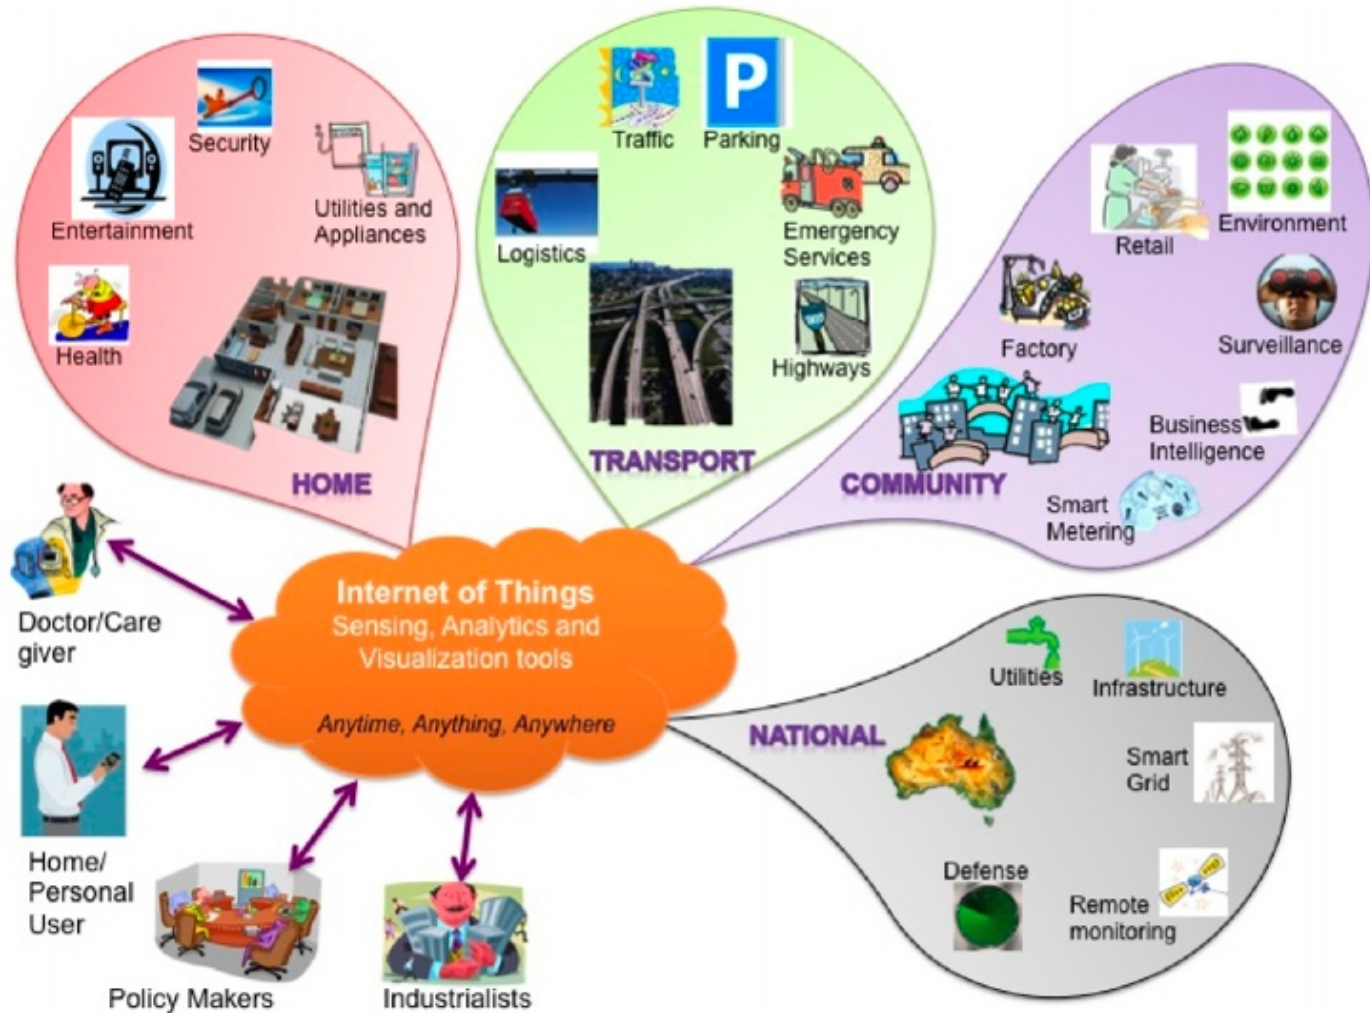 Security
Entertainment
Utilities and
Appliances
Health
HOME
Traffic
P
Parking
Logistics
Emergency
Services
Highways
TRANSPORT
Retail
Environment
Factory
Surveillance
Business
Intelligence
Smart
Metering
COMMUNITY
Internet of Things
Sensing, Analytics and
Visualization tools
Anytime, Anything, Anywhere
Doctor/Care
giver
Home/
Personal
User
Policy Makers
Industrialists
NATIONAL
Utilities
Infrastructure
Smart
Grid
Defense
Remote
monitoring